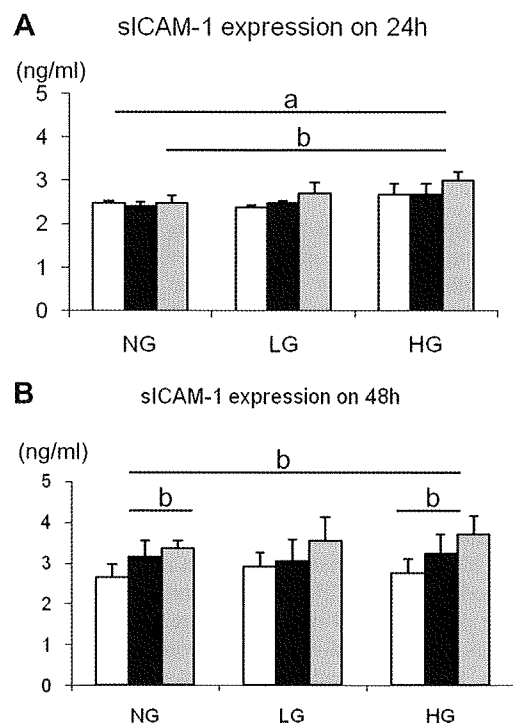 A
sICAM-1 expression on 24h
(ng/ml)
5
4
3
2
1
0
a
b
NG LG HG
B
sICAM-1 expression on 48h
(ng/ml)
5
4
3
2
1
0
b
b b
NG LG HG